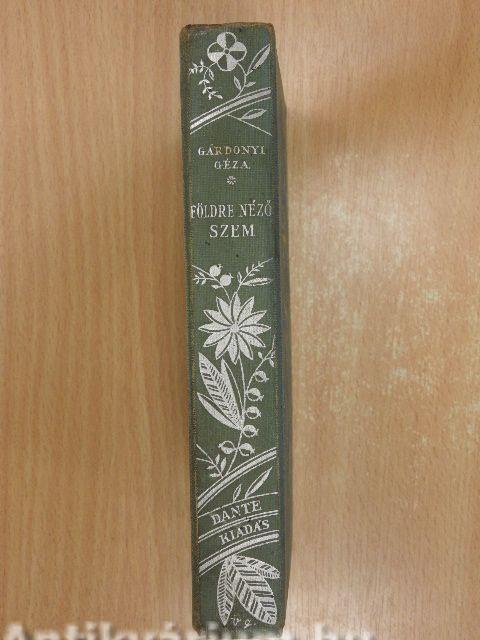 GÁRDONYI
GÉZA
FÖLDRE NÉZŐ
SZEM
DANTE
KIADÁS
v g.